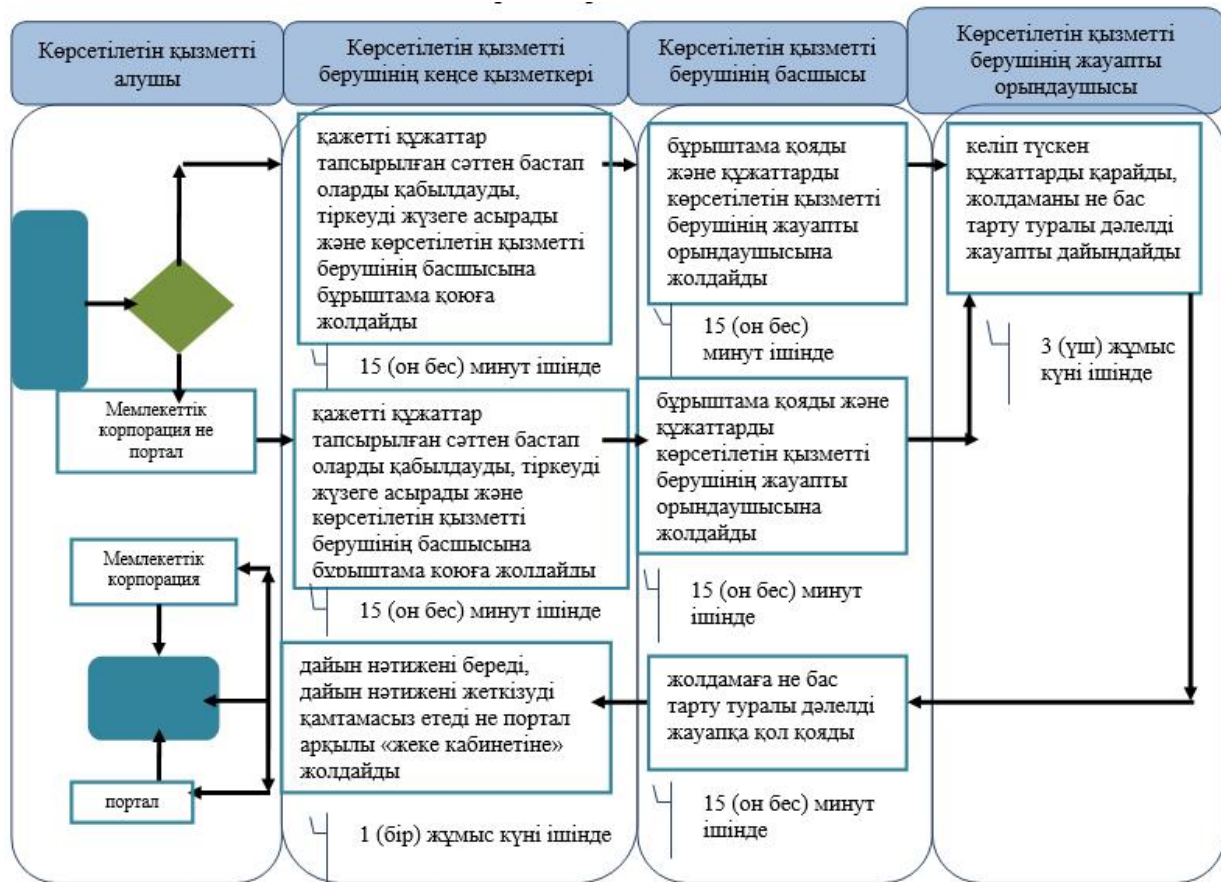 Көрсетілетін қызметті
алушы
Көрсетілетін қызметті
берушінің кеңсе қызметкері
Көрсетілетін қызметті
берушінің басшысы
Көрсетілетін қызметті
берушінің жауапты
орындаушысы
қажетті құжаттар
тапсырылған сәттен бастап
оларды қабылдауды,
тіркеуді жүзеге асырады
және көрсетілетін қызметті
берушінің басшысына
бұрыштама қоюға
жолдайды
15 (он бес) минут ішінде
бұрыштама қояды
және құжаттарды
көрсетілетін қызметті
берушінің жауапты
орындаушысына
жолдайды
15 (он бес)
минут ішінде
келіп түскен
құжаттарды қарайды,
жолдаманы не бас
тарту туралы дәлелді
жауапты дайындайды
3 (үш) жұмыс
күні ішінде
Мемлекеттік
корпорация не
портал
қажетті құжаттар
тапсырылған сәттен бастап
оларды қабылдауды, тіркеуді
жүзеге асырады және
көрсетілетін қызметті
берушінің басшысына
бұрыштама қоюға жолдайды
15 (он бес) минут ішінде
бұрыштама қояды және
құжаттарды
көрсетілетін қызметті
берушінің жауапты
орындаушысына
жолдайды
15 (он бес) минут
ішінде
Мемлекеттік
корпорация
портал
дайын нәтижені береді,
дайын нәтижені жеткізуді
қамтамасыз етеді не портал
арқылы «жеке кабинетіне»
жолдайды
1 (бір) жұмыс күні ішінде
жолдамаға не бас
тарту туралы дәлелді
жауапқа қол қояды
15 (он бес) минут
ішінде